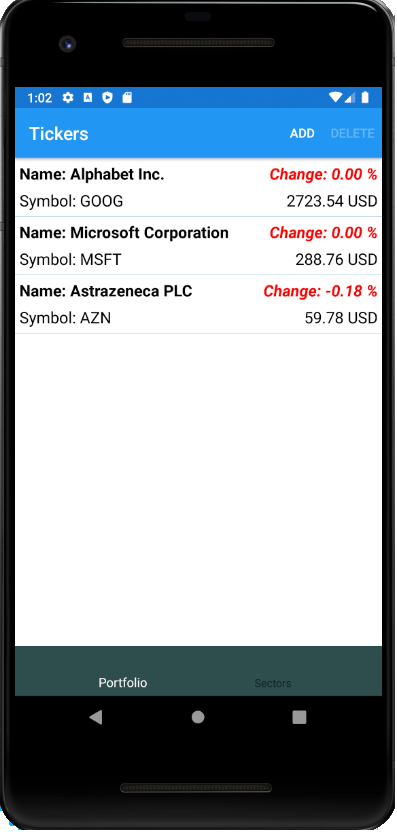 1:02
Tickers ADD DELETE
Name: Alphabet Inc. Change: 0.00 %
Symbol: GOOG 2723.54 USD
Name: Microsoft Corporation Change: 0.00 %
Symbol: MSFT 288.76 USD
Name: Astrazeneca PLC Change: -0.18 %
Symbol: AZN 59.78 USD
Portfolio Sectors